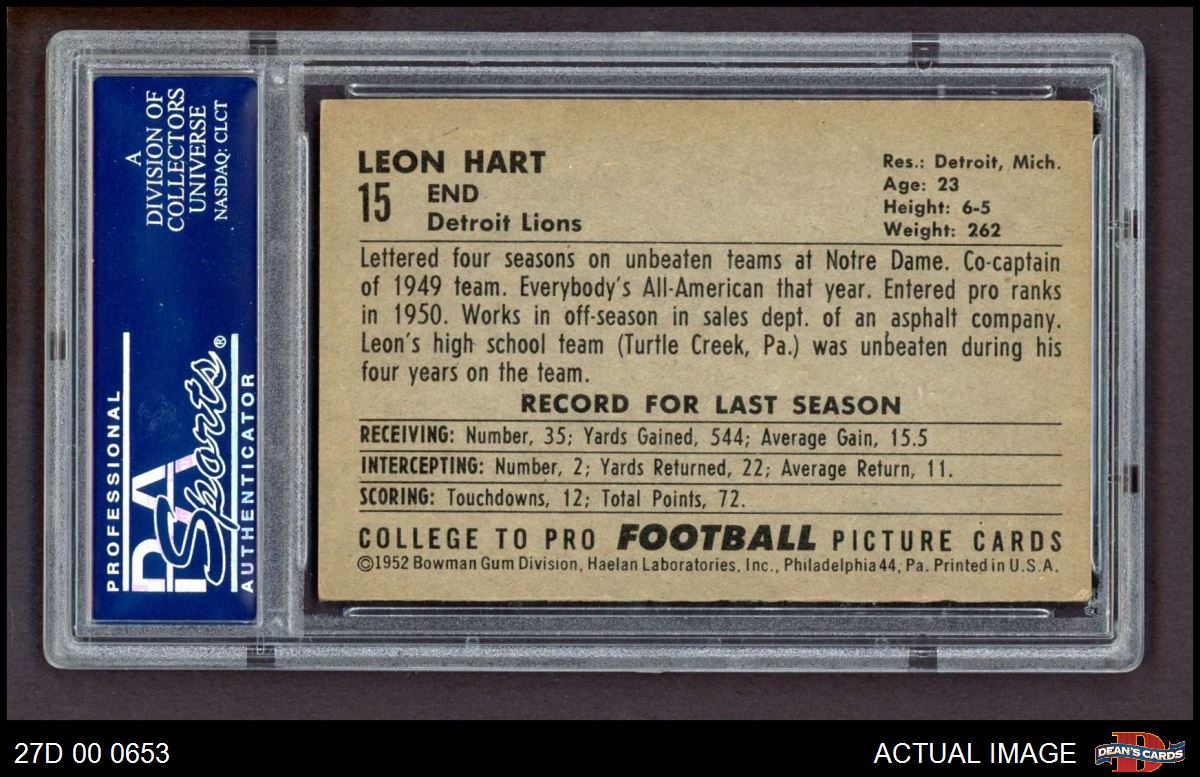 A
DIVISION OF
COLLECTORS
UNIVERSE
NASDAQ: CLCT
PROFESSIONAL
PSA
Sports®
AUTHENTICATOR
LEON HART
15
END
Detroit Lions
Res.: Detroit, Mich.
Age: 23
Height: 6-5
Weight: 262
Lettered four seasons on unbeaten teams at Notre Dame. Co-captain
of 1949 team. Everybody's All-American that year. Entered pro ranks
in 1950. Works in off-season in sales dept. of an asphalt company.
Leon's high school team (Turtle Creek, Pa.) was unbeaten during his
four years on the team.
RECORD FOR LAST SEASON
RECEIVING: Number, 35; Yards Gained, 544; Average Gain, 15.5
INTERCEPTING: Number, 2; Yards Returned, 22; Average Return, 11.
SCORING: Touchdowns, 12; Total Points, 72.
COLLEGE TO PRO FOOTBALL PICTURE CARDS
©1952 Bowman Gum Division, Haelan Laboratories, Inc., Philadelphia 44, Pa. Printed in U.S.A.
27D 00 0653
ACTUAL IMAGE
DEAN'S CARDS